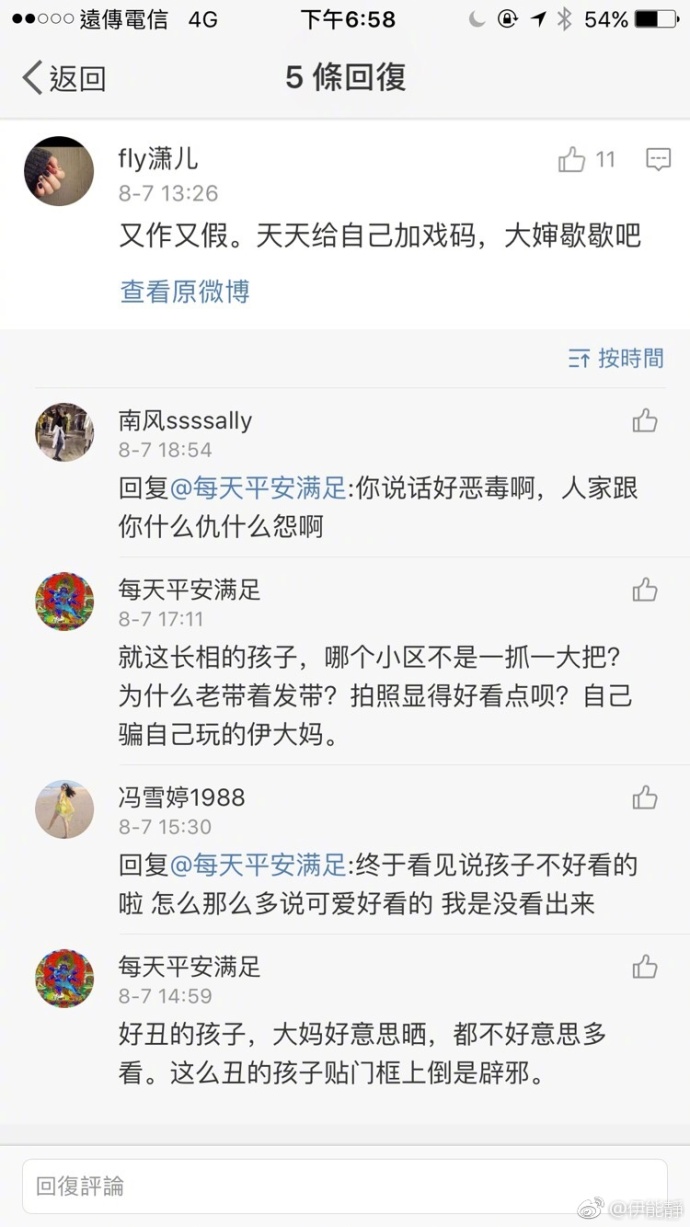 遠傳電信 4G 下午6:58 54%
返回 5 條回復
fly潇儿 11
8-7 13:26
又作又假。天天给自己加戏码，大婶歇歇吧
查看原微博
按時間
南风ssssally
8-7 18:54
回复@每天平安满足:你说话好恶毒啊，人家跟
你什么仇什么怨啊
每天平安满足
8-7 17:11
就这长相的孩子，哪个小区不是一抓一大把？
为什么老带着发带？拍照显得好看点呗？自己
骗自己玩的伊大妈。
冯雪婷1988
8-7 15:30
回复@每天平安满足:终于看见说孩子不好看的
啦 怎么那么多说可爱好看的 我是没看出来
每天平安满足
8-7 14:59
好丑的孩子，大妈好意思晒，都不好意思多
看。这么丑的孩子贴门框上倒是辟邪。
回復評論
@伊能静